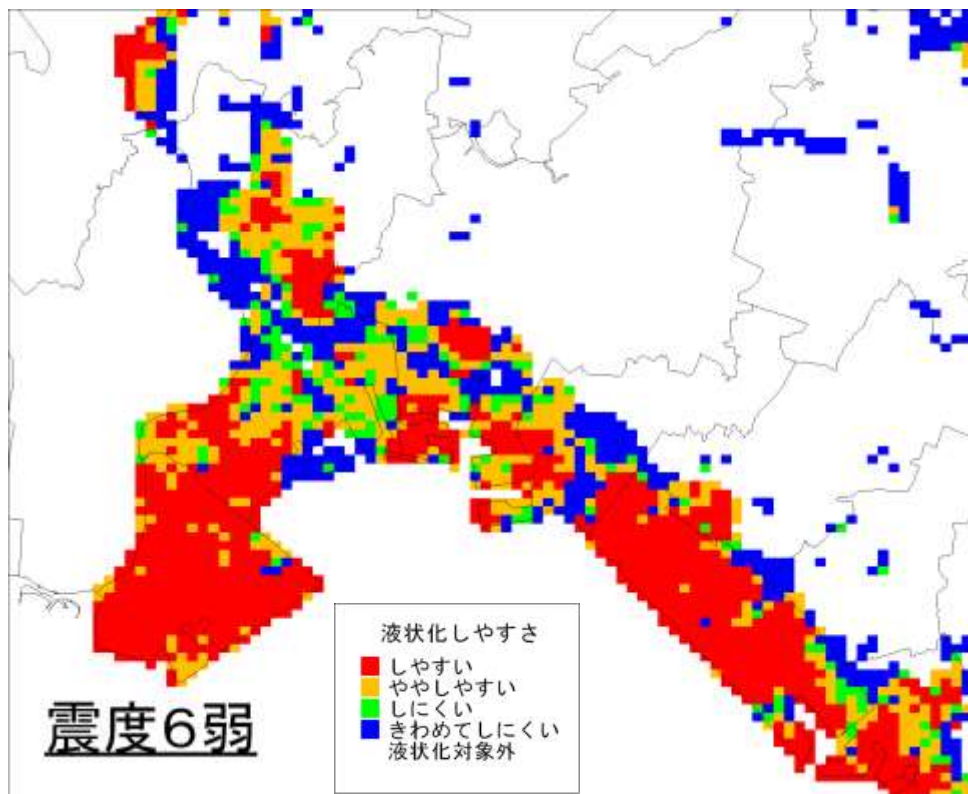 液状化しやすさ
しやすい
ややしやすい
しにくい
きわめてしにくい
液状化対象外
震度6弱